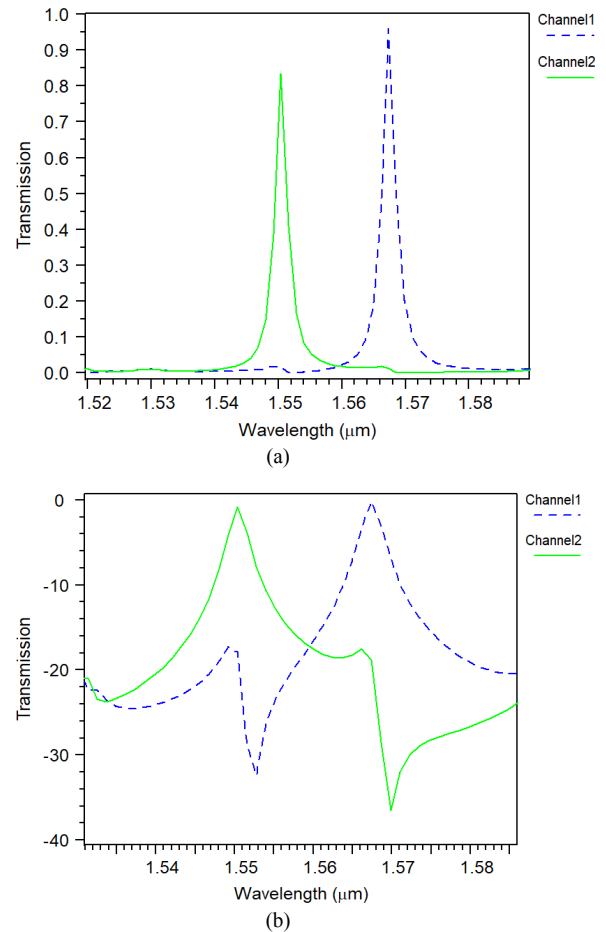 1.0
0.9
0.8
0.7
0.6
0.5
0.4
0.3
0.2
0.1
0.0
Transmission
1.52 1.53 1.54 1.55 1.56 1.57 1.58
Wavelength (μm)
Channel1
Channel2
(a)
0
-10
-20
-30
-40
Transmission
1.54 1.55 1.56 1.57 1.58
Wavelength (μm)
Channel1
Channel2
(b)